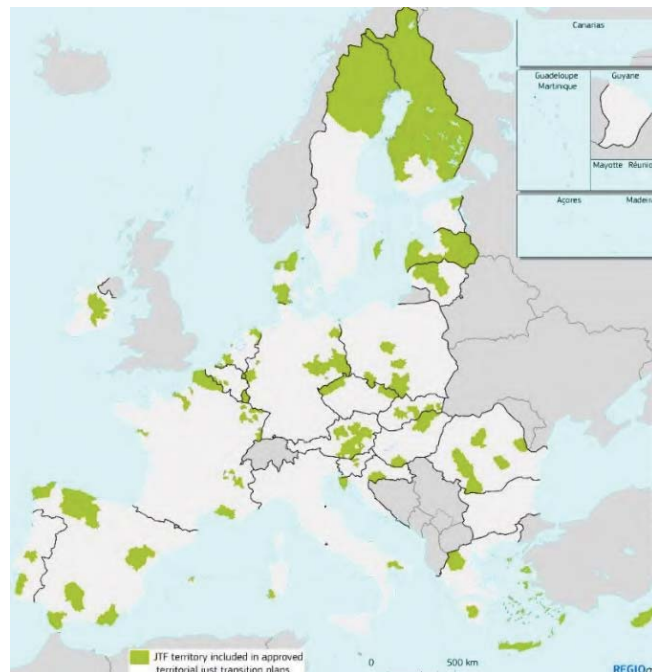 Canarias
Guadeloupe
Martinique
Guyane
Mayotte
Réunion
Açores
Madeira
JTF territory included in approved
territorial just transition plans
0
500 km